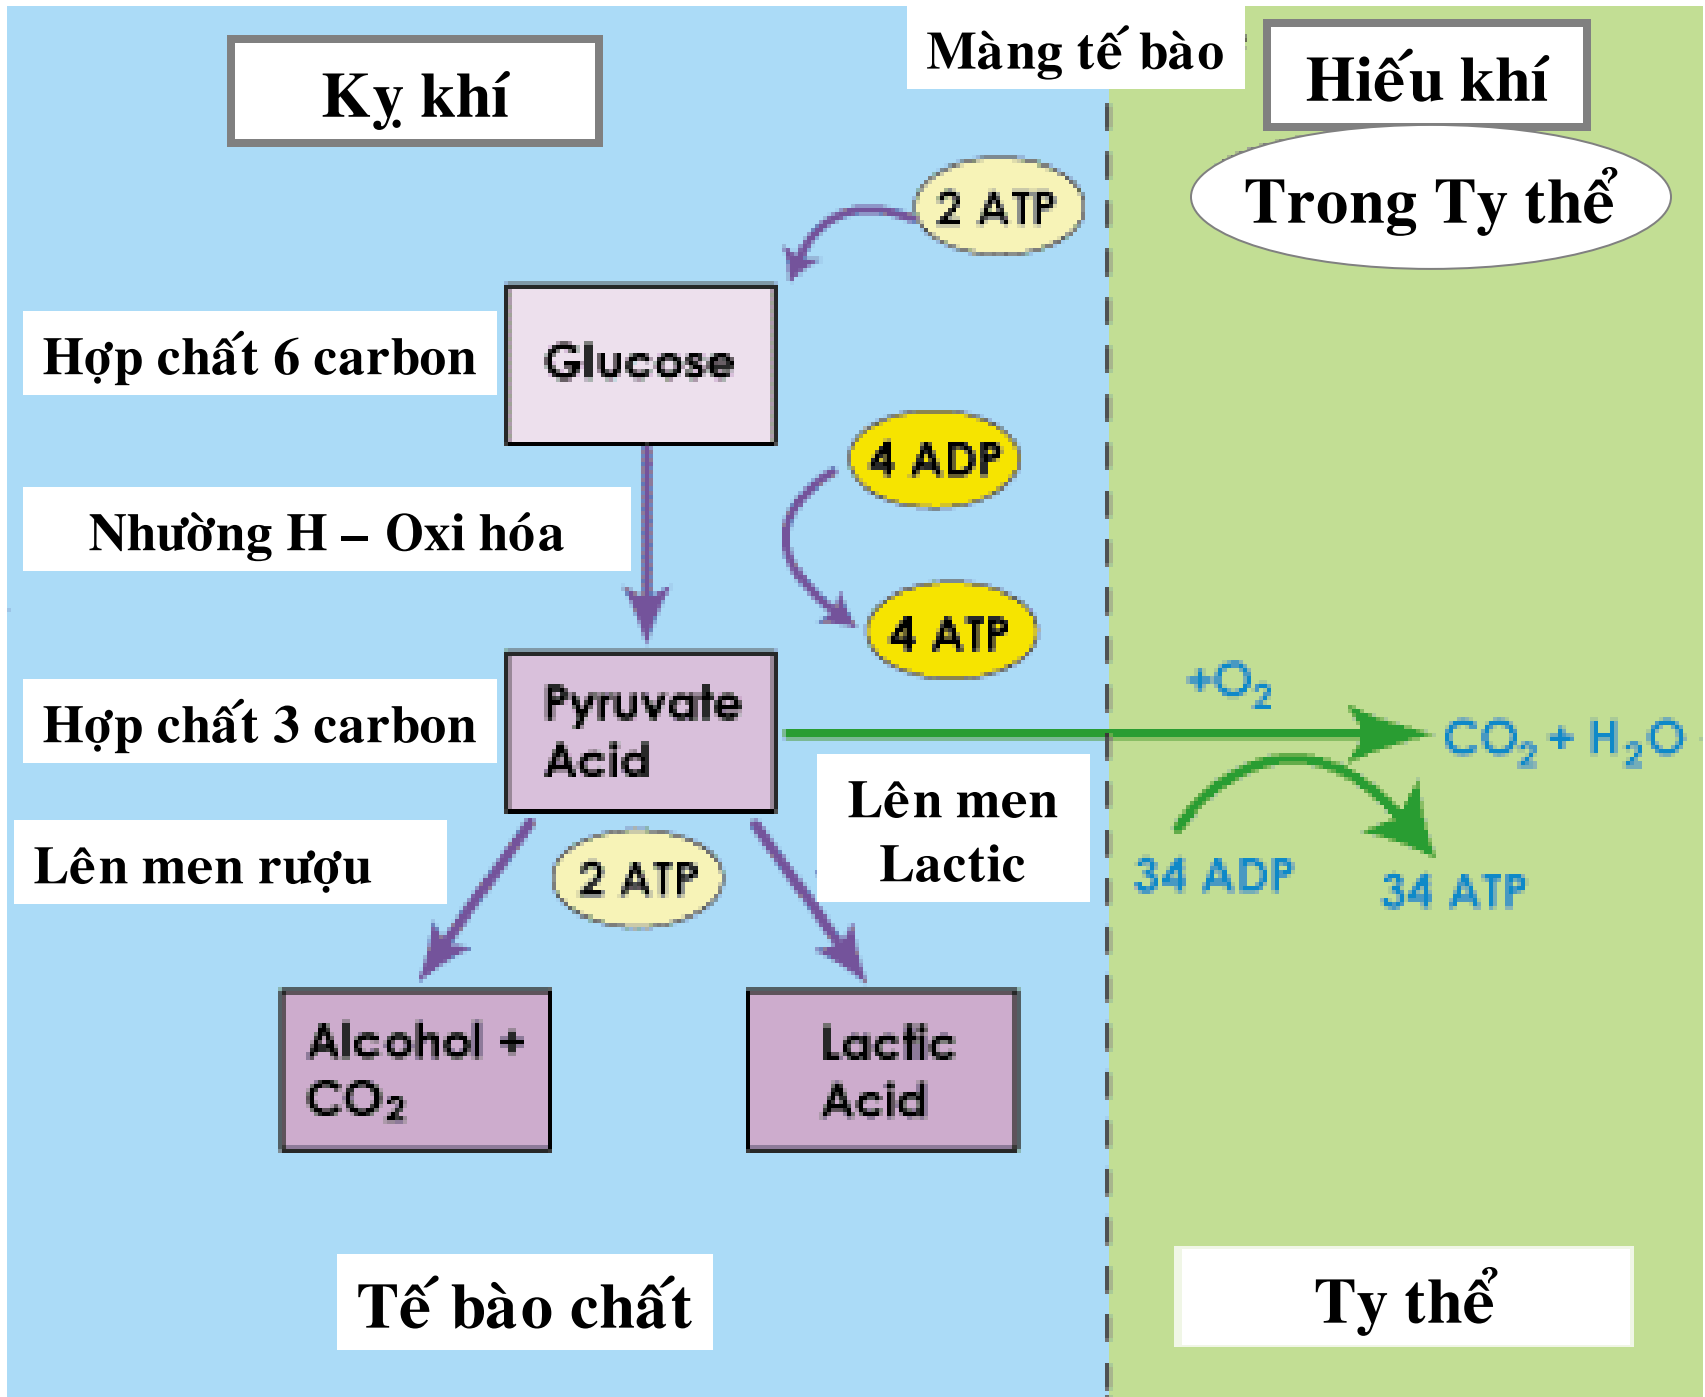 Màng tế bào
Kỵ khí
Hiếu khí
Trong Ty thể
2 ATP
Hợp chất 6 carbon
Glucose
4 ADP
Nhường H – Oxi hóa
4 ATP
Hợp chất 3 carbon
Pyruvate
Acid
+O₂
CO₂ + H₂O
Lên men
Lactic
Lên men rượu
2 ATP
34 ADP
34 ATP
Alcohol +
CO₂
Lactic
Acid
Tế bào chất
Ty thể